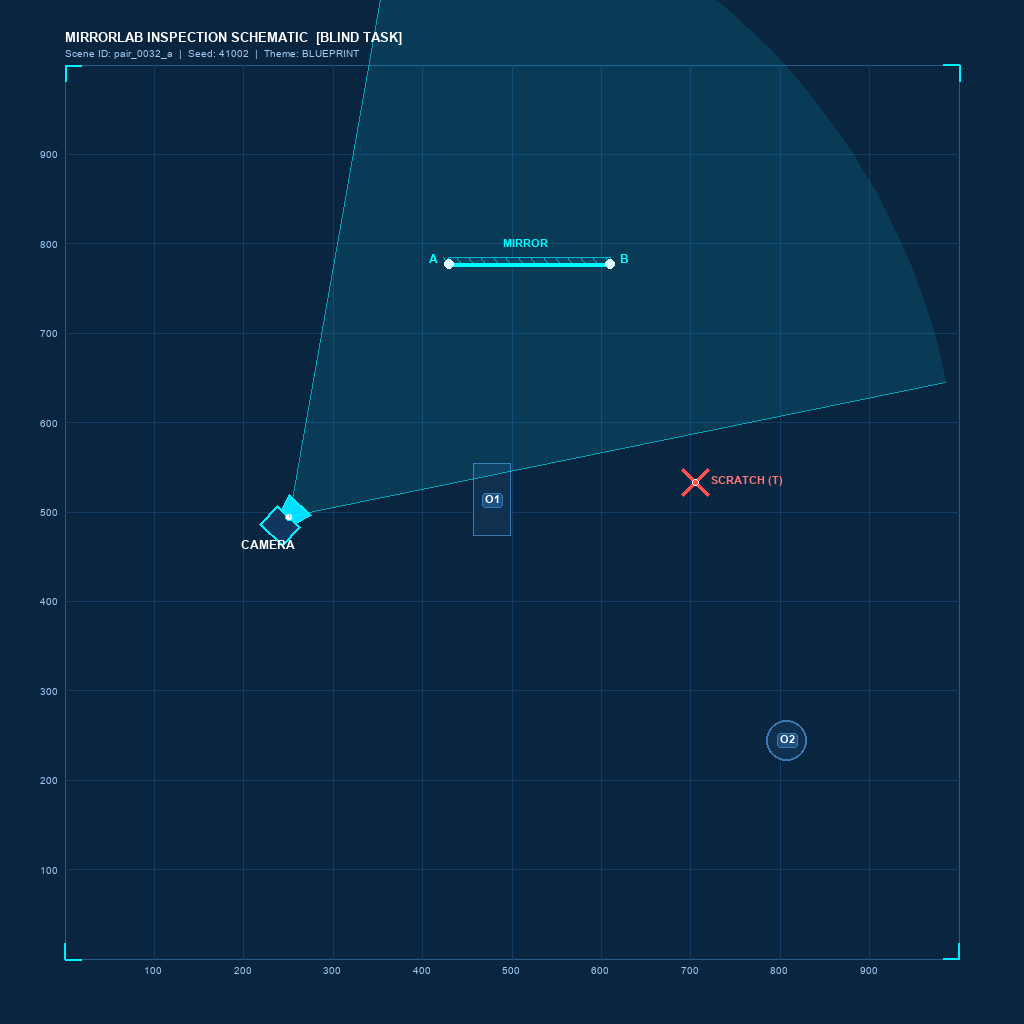 MIRRORLAB INSPECTION SCHEMATIC [BLIND TASK]
Scene ID: pair_0032_a | Seed: 41002 | Theme: BLUEPRINT
900
800
MIRROR
A
B
700
600
O1
SCRATCH (T)
500
CAMERA
400
300
O2
200
100
100 200 300 400 500 600 700 800 900